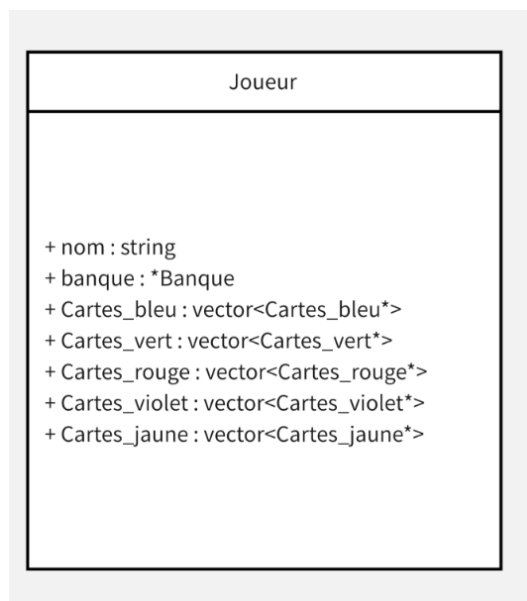 Joueur
+ nom : string
+ banque : *Banque
+ Cartes_bleu : vector<Cartes_bleu*>
+ Cartes_vert : vector<Cartes_vert*>
+ Cartes_rouge : vector<Cartes_rouge*>
+ Cartes_violet : vector<Cartes_violet*>
+ Cartes_jaune : vector<Cartes_jaune*>